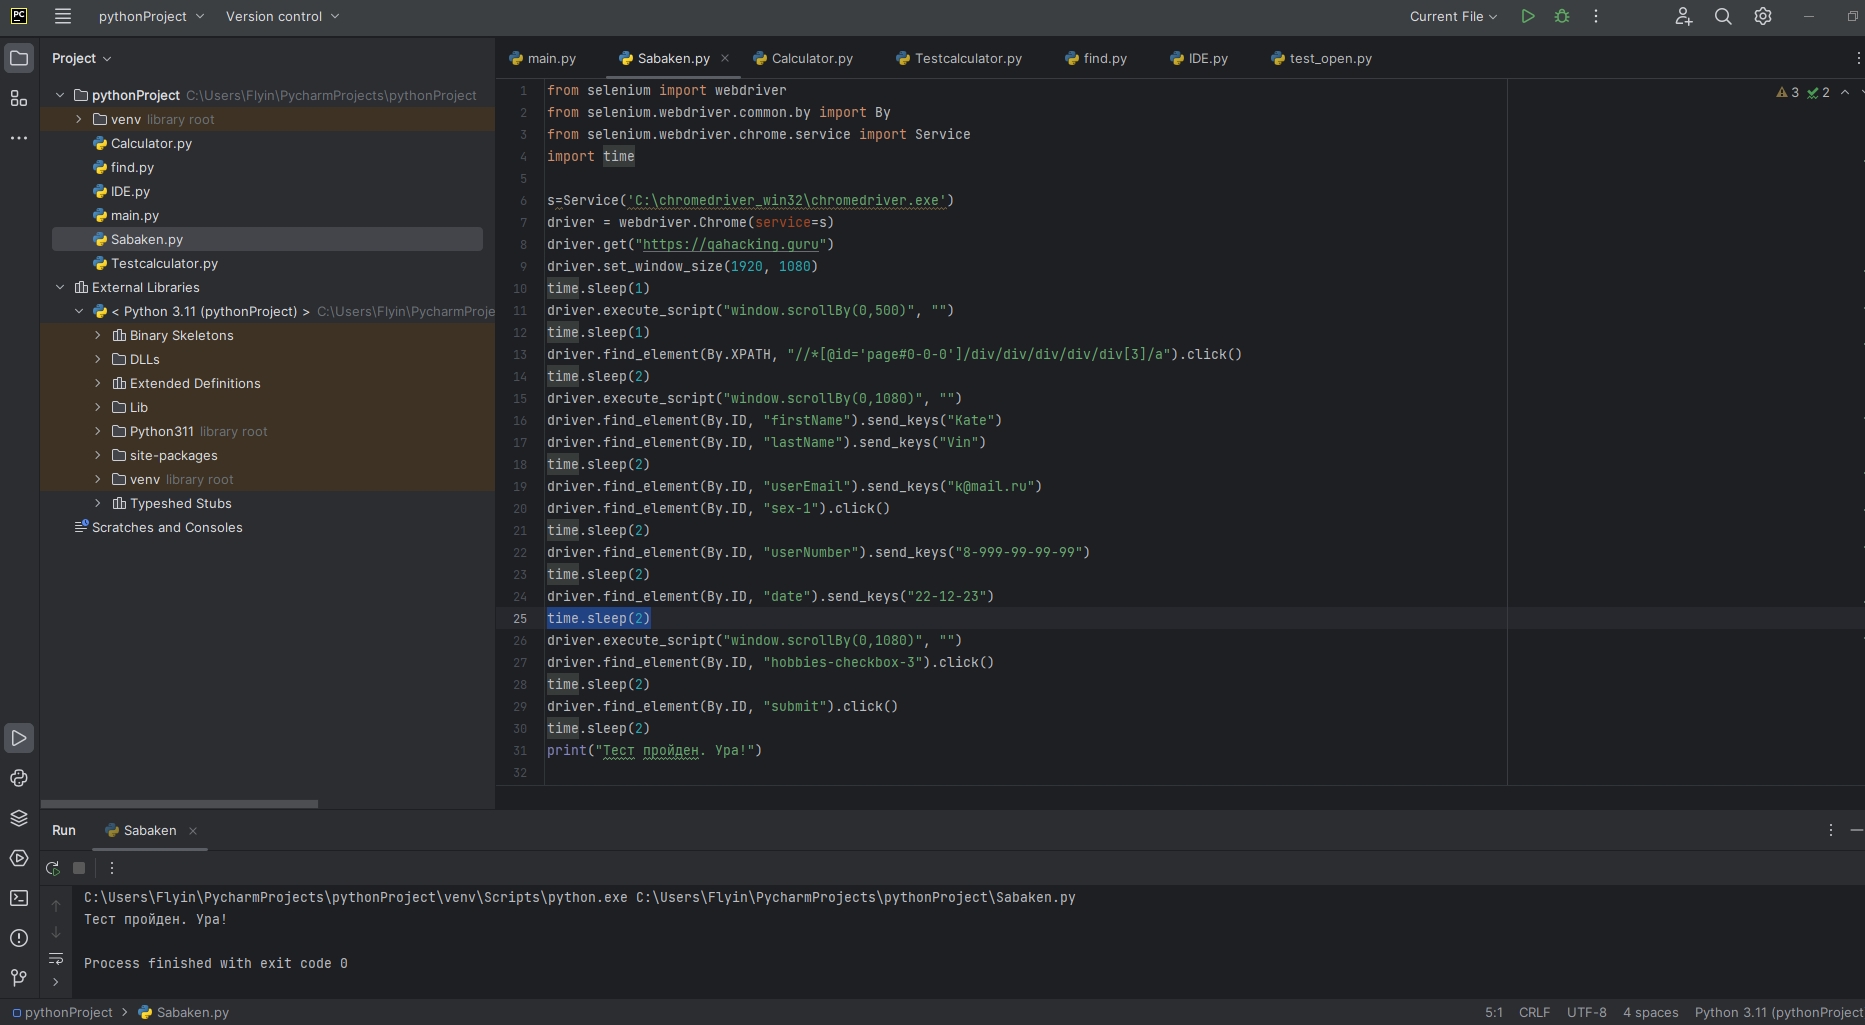 PC pythonProject Version control Current File
Project
main.py Sabaken.py Calculator.py Testcalculator.py find.py IDE.py test_open.py
pythonProject C:\Users\Flyin\PycharmProjects\pythonProject
venv library root
Calculator.py
find.py
IDE.py
main.py
Sabaken.py
Testcalculator.py
External Libraries
< Python 3.11 (pythonProject) > C:\Users\Flyin\PycharmProje
Binary Skeletons
DLLs
Extended Definitions
Lib
Python311 library root
site-packages
venv library root
Typeshed Stubs
Scratches and Consoles
3 2
1 from selenium import webdriver
2 from selenium.webdriver.common.by import By
3 from selenium.webdriver.chrome.service import Service
4 import time
5
6 s=Service('C:\chromedriver_win32\chromedriver.exe')
7 driver = webdriver.Chrome(service=s)
8 driver.get("https://qahacking.guru")
9 driver.set_window_size(1920, 1080)
10 time.sleep(1)
11 driver.execute_script("window.scrollBy(0,500)", "")
12 time.sleep(1)
13 driver.find_element(By.XPATH, "//*[@id='page#0-0-0']/div/div/div/div/div[3]/a").click()
14 time.sleep(2)
15 driver.execute_script("window.scrollBy(0,1080)", "")
16 driver.find_element(By.ID, "firstName").send_keys("Kate")
17 driver.find_element(By.ID, "lastName").send_keys("Vin")
18 time.sleep(2)
19 driver.find_element(By.ID, "userEmail").send_keys("k@mail.ru")
20 driver.find_element(By.ID, "sex-1").click()
21 time.sleep(2)
22 driver.find_element(By.ID, "userNumber").send_keys("8-999-99-99-99")
23 time.sleep(2)
24 driver.find_element(By.ID, "date").send_keys("22-12-23")
25 time.sleep(2)
26 driver.execute_script("window.scrollBy(0,1080)", "")
27 driver.find_element(By.ID, "hobbies-checkbox-3").click()
28 time.sleep(2)
29 driver.find_element(By.ID, "submit").click()
30 time.sleep(2)
31 print("Тест пройден. Ура!")
32
Run Sabaken
C:\Users\Flyin\PycharmProjects\pythonProject\venv\Scripts\python.exe C:\Users\Flyin\PycharmProjects\pythonProject\Sabaken.py
Тест пройден. Ура!
Process finished with exit code 0
pythonProject > Sabaken.py 5:1 CRLF UTF-8 4 spaces Python 3.11 (pythonProject